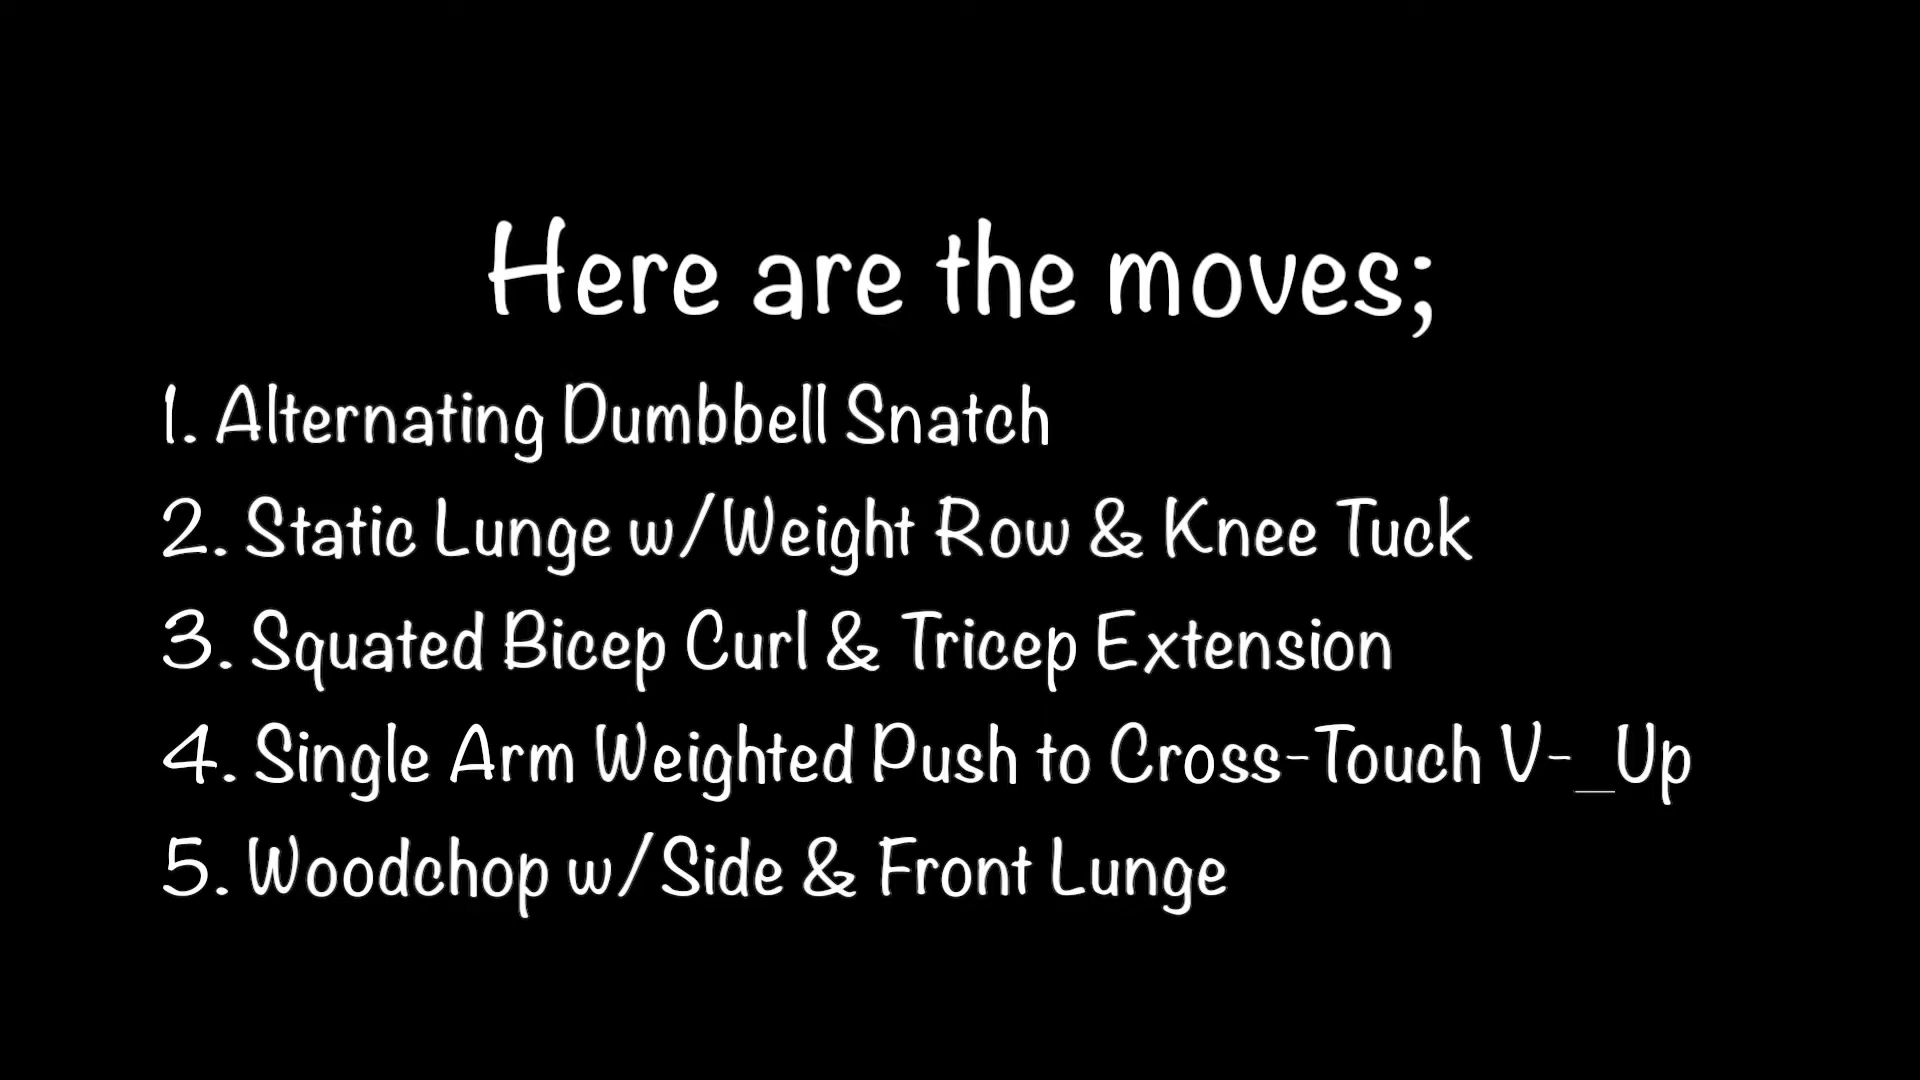 Here are the moves;
1. Alternating Dumbbell Snatch
2. Static Lunge w/Weight Row & Knee Tuck
3. Squated Bicep Curl & Tricep Extension
4. Single Arm Weighted Push to Cross-Touch V-_Up
5. Woodchop w/Side & Front Lunge